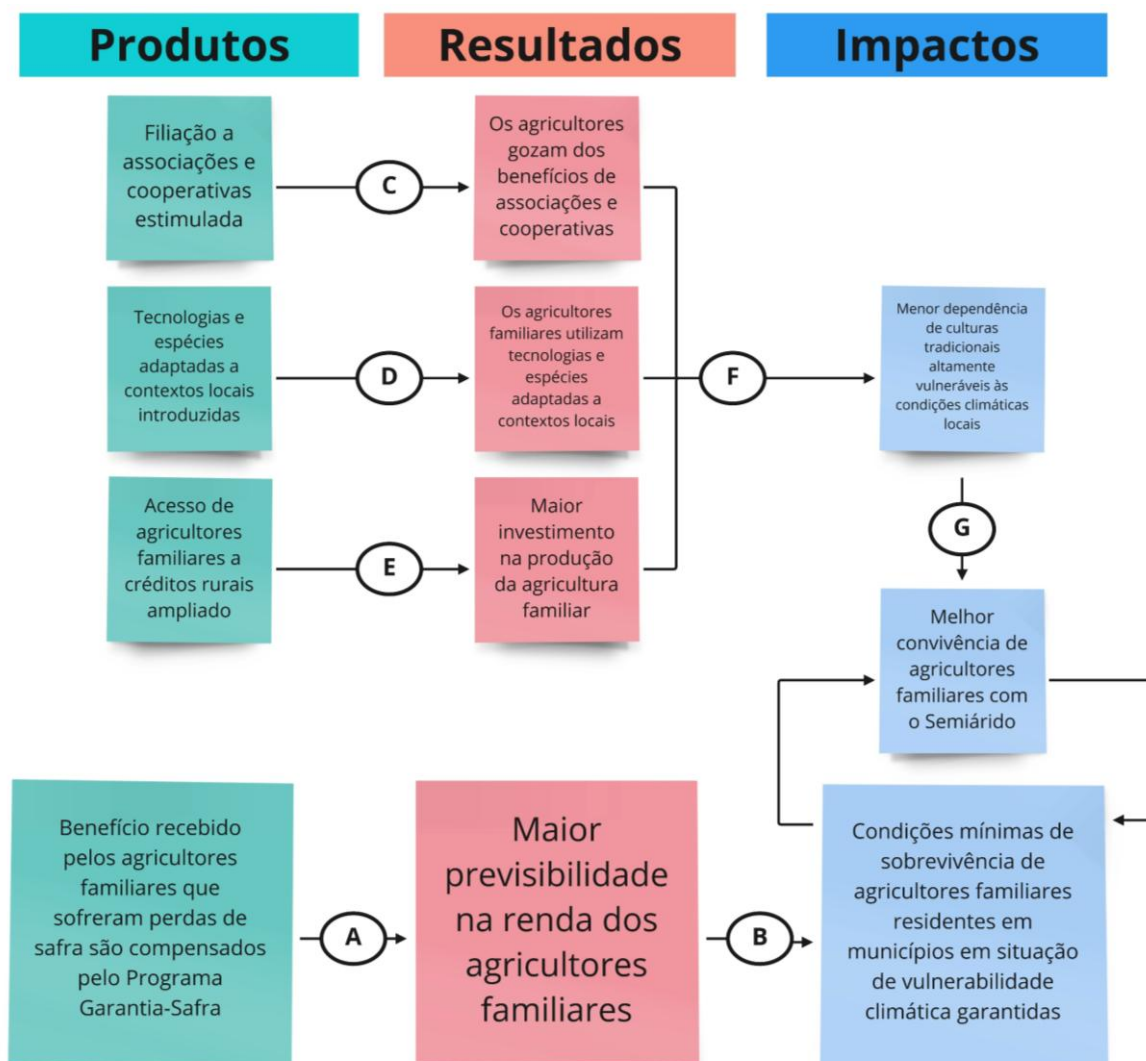 Produtos
Resultados
Impactos
Filiação a
associações e
cooperativas
estimulada
C
Os agricultores
gozam dos
benefícios de
associações e
cooperativas
Tecnologias e
espécies
adaptadas a
contextos locais
introduzidas
D
Os agricultores
familiares utilizam
tecnologias e
espécies
adaptadas a
contextos locais
F
Menor dependência
de culturas
tradicionais
altamente
vulneráveis às
condições climáticas
locais
Acesso de
agricultores
familiares a
créditos rurais
ampliado
E
Maior
investimento
na produção
da agricultura
familiar
G
Melhor
convivência de
agricultores
familiares com
o Semiárido
Benefício recebido
pelos agricultores
familiares que
sofreram perdas de
safra são compensados
pelo Programa
Garantia-Safra
A
Maior
previsibilidade
na renda dos
agricultores
familiares
B
Condições mínimas de
sobrevivência de
agricultores familiares
residentes em
municípios em situação
de vulnerabilidade
climática garantidas